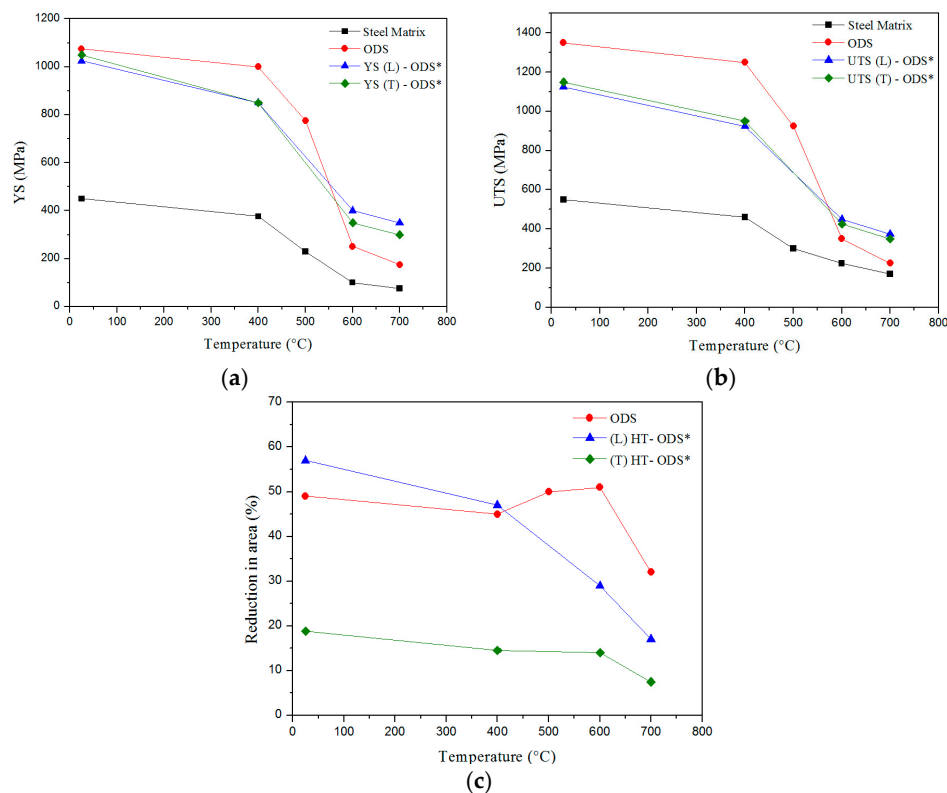 1200
1000
800
600
400
200
0
YS (MPa)
Steel Matrix
ODS
YS (L) - ODS*
YS (T) - ODS*
0 100 200 300 400 500 600 700 800
Temperature (°C)
(a)
1400
1200
1000
800
600
400
200
0
UTS (MPa)
Steel Matrix
ODS
UTS (L) - ODS*
UTS (T) - ODS*
0 100 200 300 400 500 600 700 800
Temperature (°C)
(b)
70
60
50
40
30
20
10
0
Reduction in area (%)
ODS
(L) HT- ODS*
(T) HT- ODS*
0 100 200 300 400 500 600 700 800
Temperature (°C)
(c)